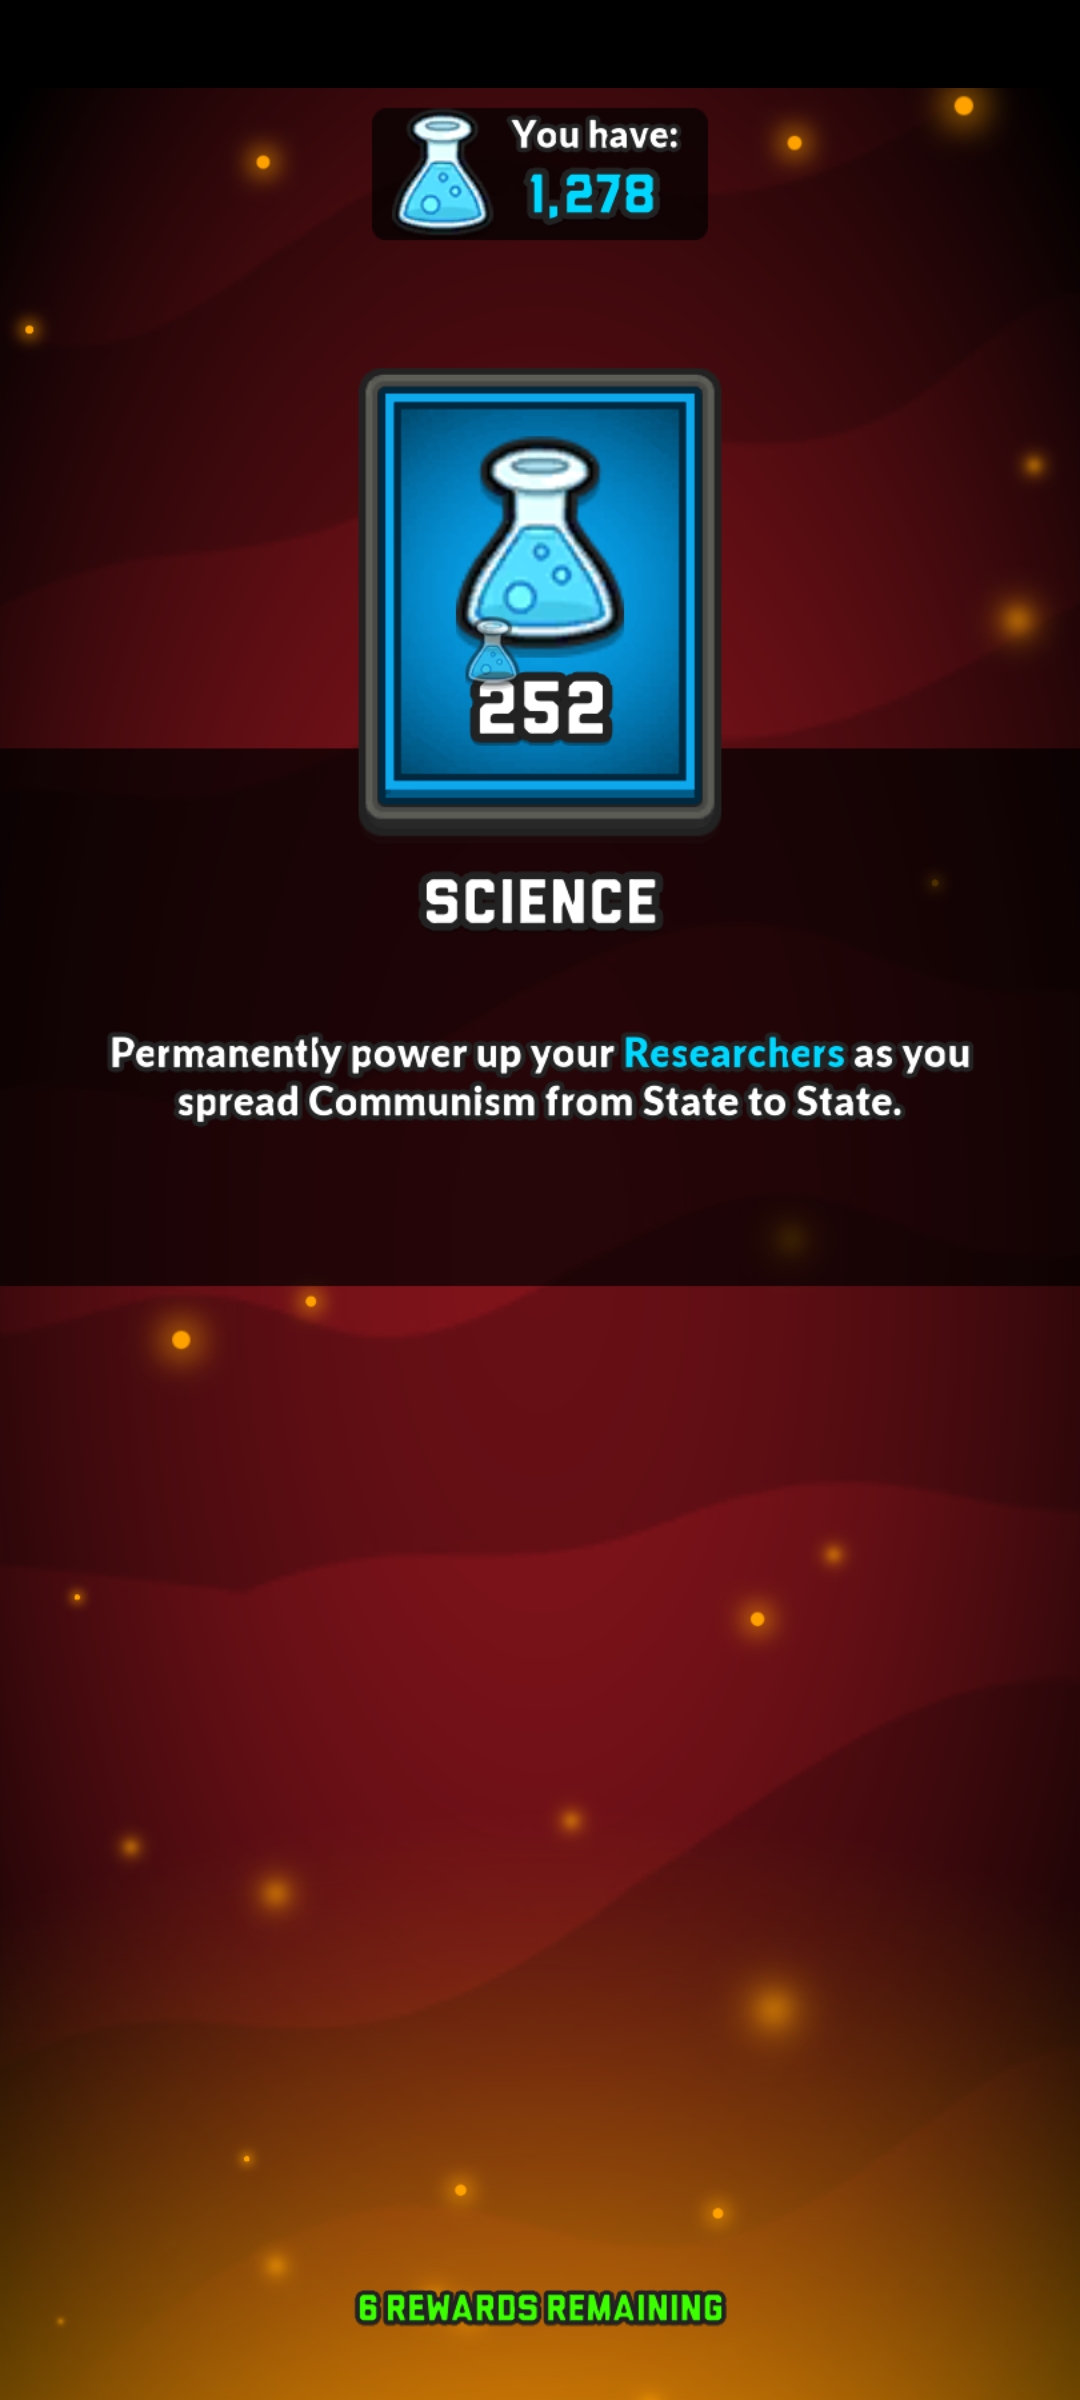 You have:
1,278
252
SCIENCE
Permanently power up your Researchers as you
spread Communism from State to State.
6 REWARDS REMAINING